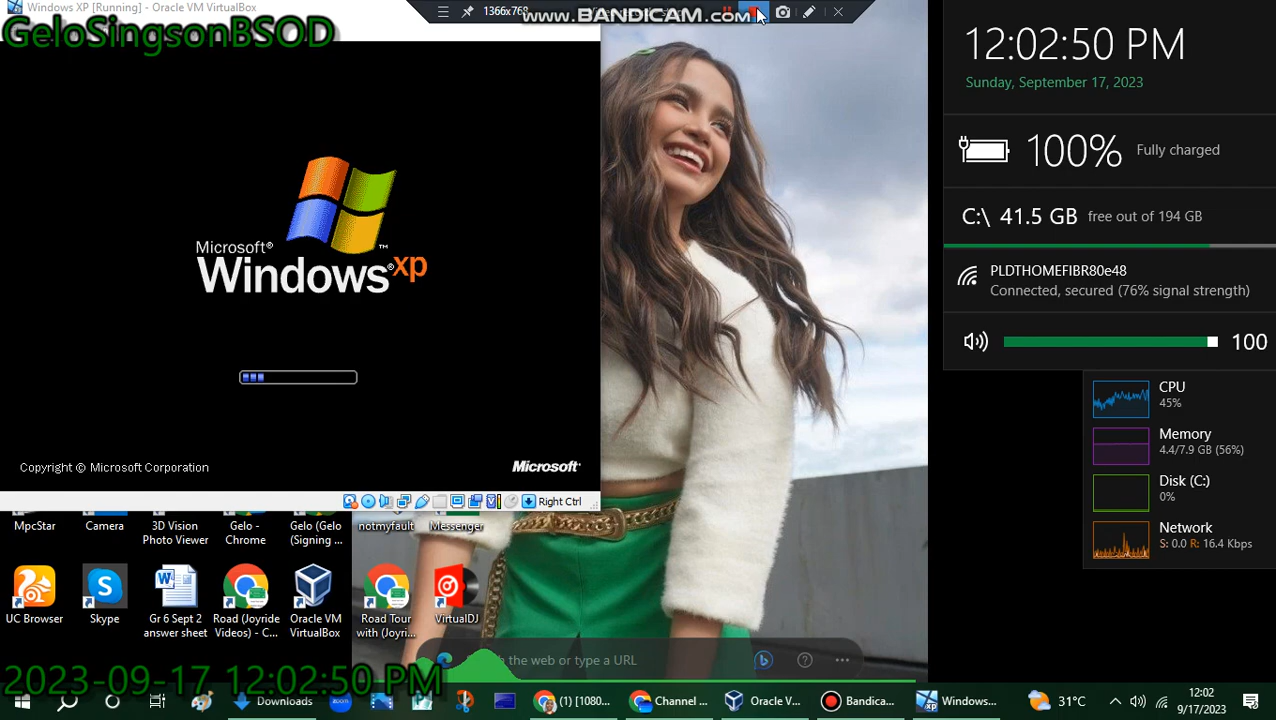 Windows XP [Running] - Oracle VM VirtualBox
1366x768
www.BANDICAM.com
GeloSingsonBSOD
12:02:50 PM
Sunday, September 17, 2023
100% Fully charged
C:\ 41.5 GB free out of 194 GB
PLDTHOMEFIBR80e48
Connected, secured (76% signal strength)
100
CPU
45%
Memory
4.4/7.9 GB (56%)
Disk (C:)
0%
Network
S: 0.0 R: 16.4 Kbps
Microsoft®
Windows®xp ™
Copyright © Microsoft Corporation
Microsoft®
Right Ctrl
MpcStar
Camera
3D Vision Photo Viewer
Gelo - Chrome
Gelo (Gelo (Signing ...
notmyfault
Messenger
UC Browser
Skype
Gr 6 Sept 2 answer sheet
Road (Joyride Videos) - C...
Oracle VM VirtualBox
Road Tour with (Joyri...
VirtualDJ
the web or type a URL
2023-09-17 12:02:50 PM
Downloads
zoom
(1) [1080...
Channel ...
Oracle V...
Bandica...
Windows...
31°C
12:02
9/17/2023